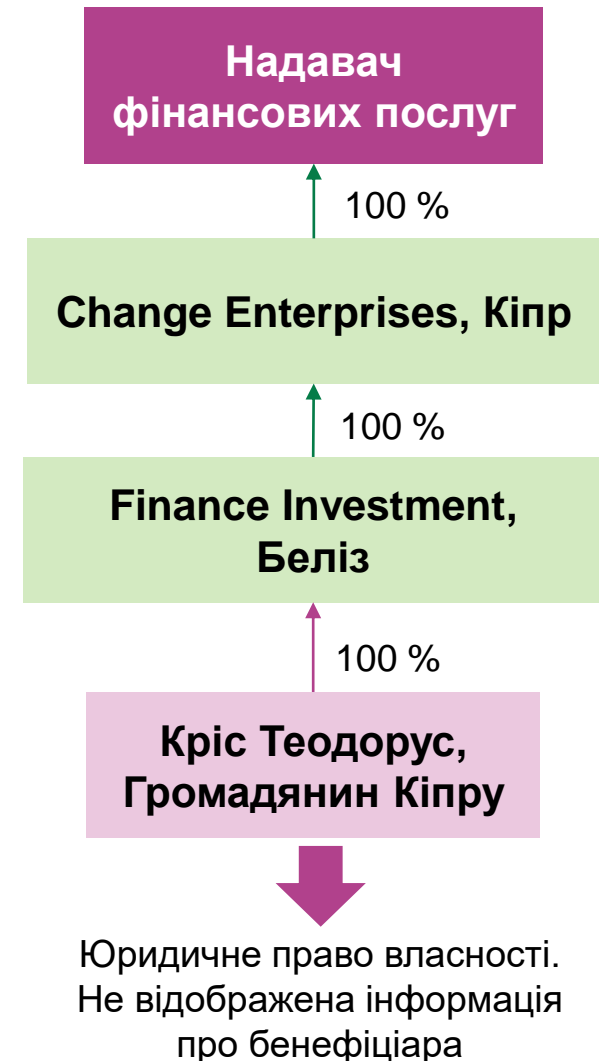 Надавач
фінансових послуг
100 %
Change Enterprises, Кіпр
100 %
Finance Investment,
Беліз
100 %
Кріс Теодорус,
Громадянин Кіпру
Юридичне право власності.
Не відображена інформація
про бенефіціара